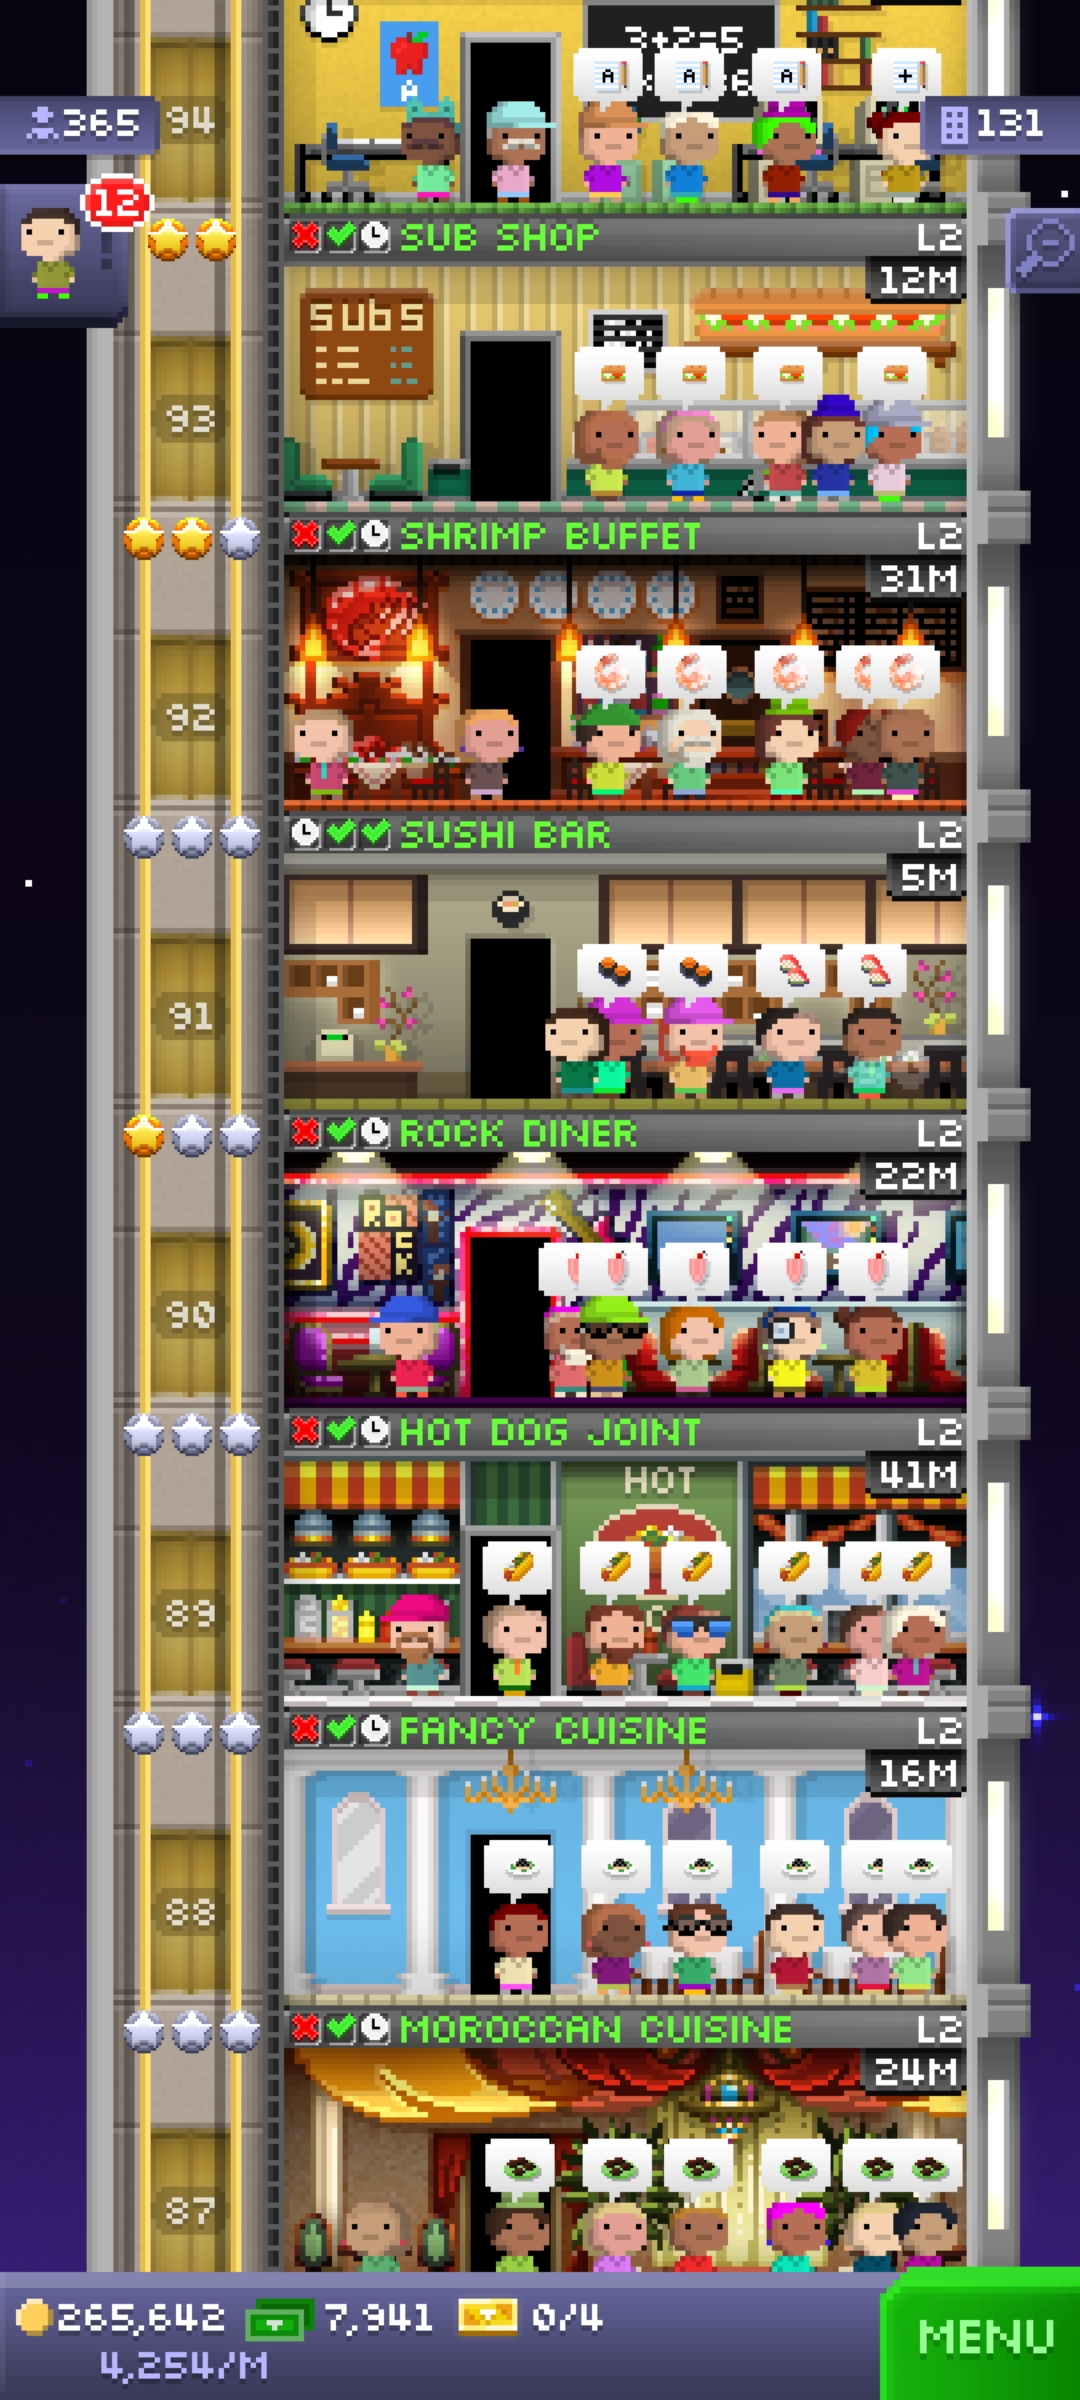 3+2=5
A
94
365
131
12
A
A
A
+
SUB SHOP
L2
12M
subs
93
SHRIMP BUFFET
L2
31M
92
SUSHI BAR
L2
5M
91
ROCK DINER
L2
22M
90
HOT DOG JOINT
L2
41M
HOT
89
FANCY CUISINE
L2
16M
88
MOROCCAN CUISINE
L2
24M
87
265,642
7,941
0/4
4,254/M
MENU